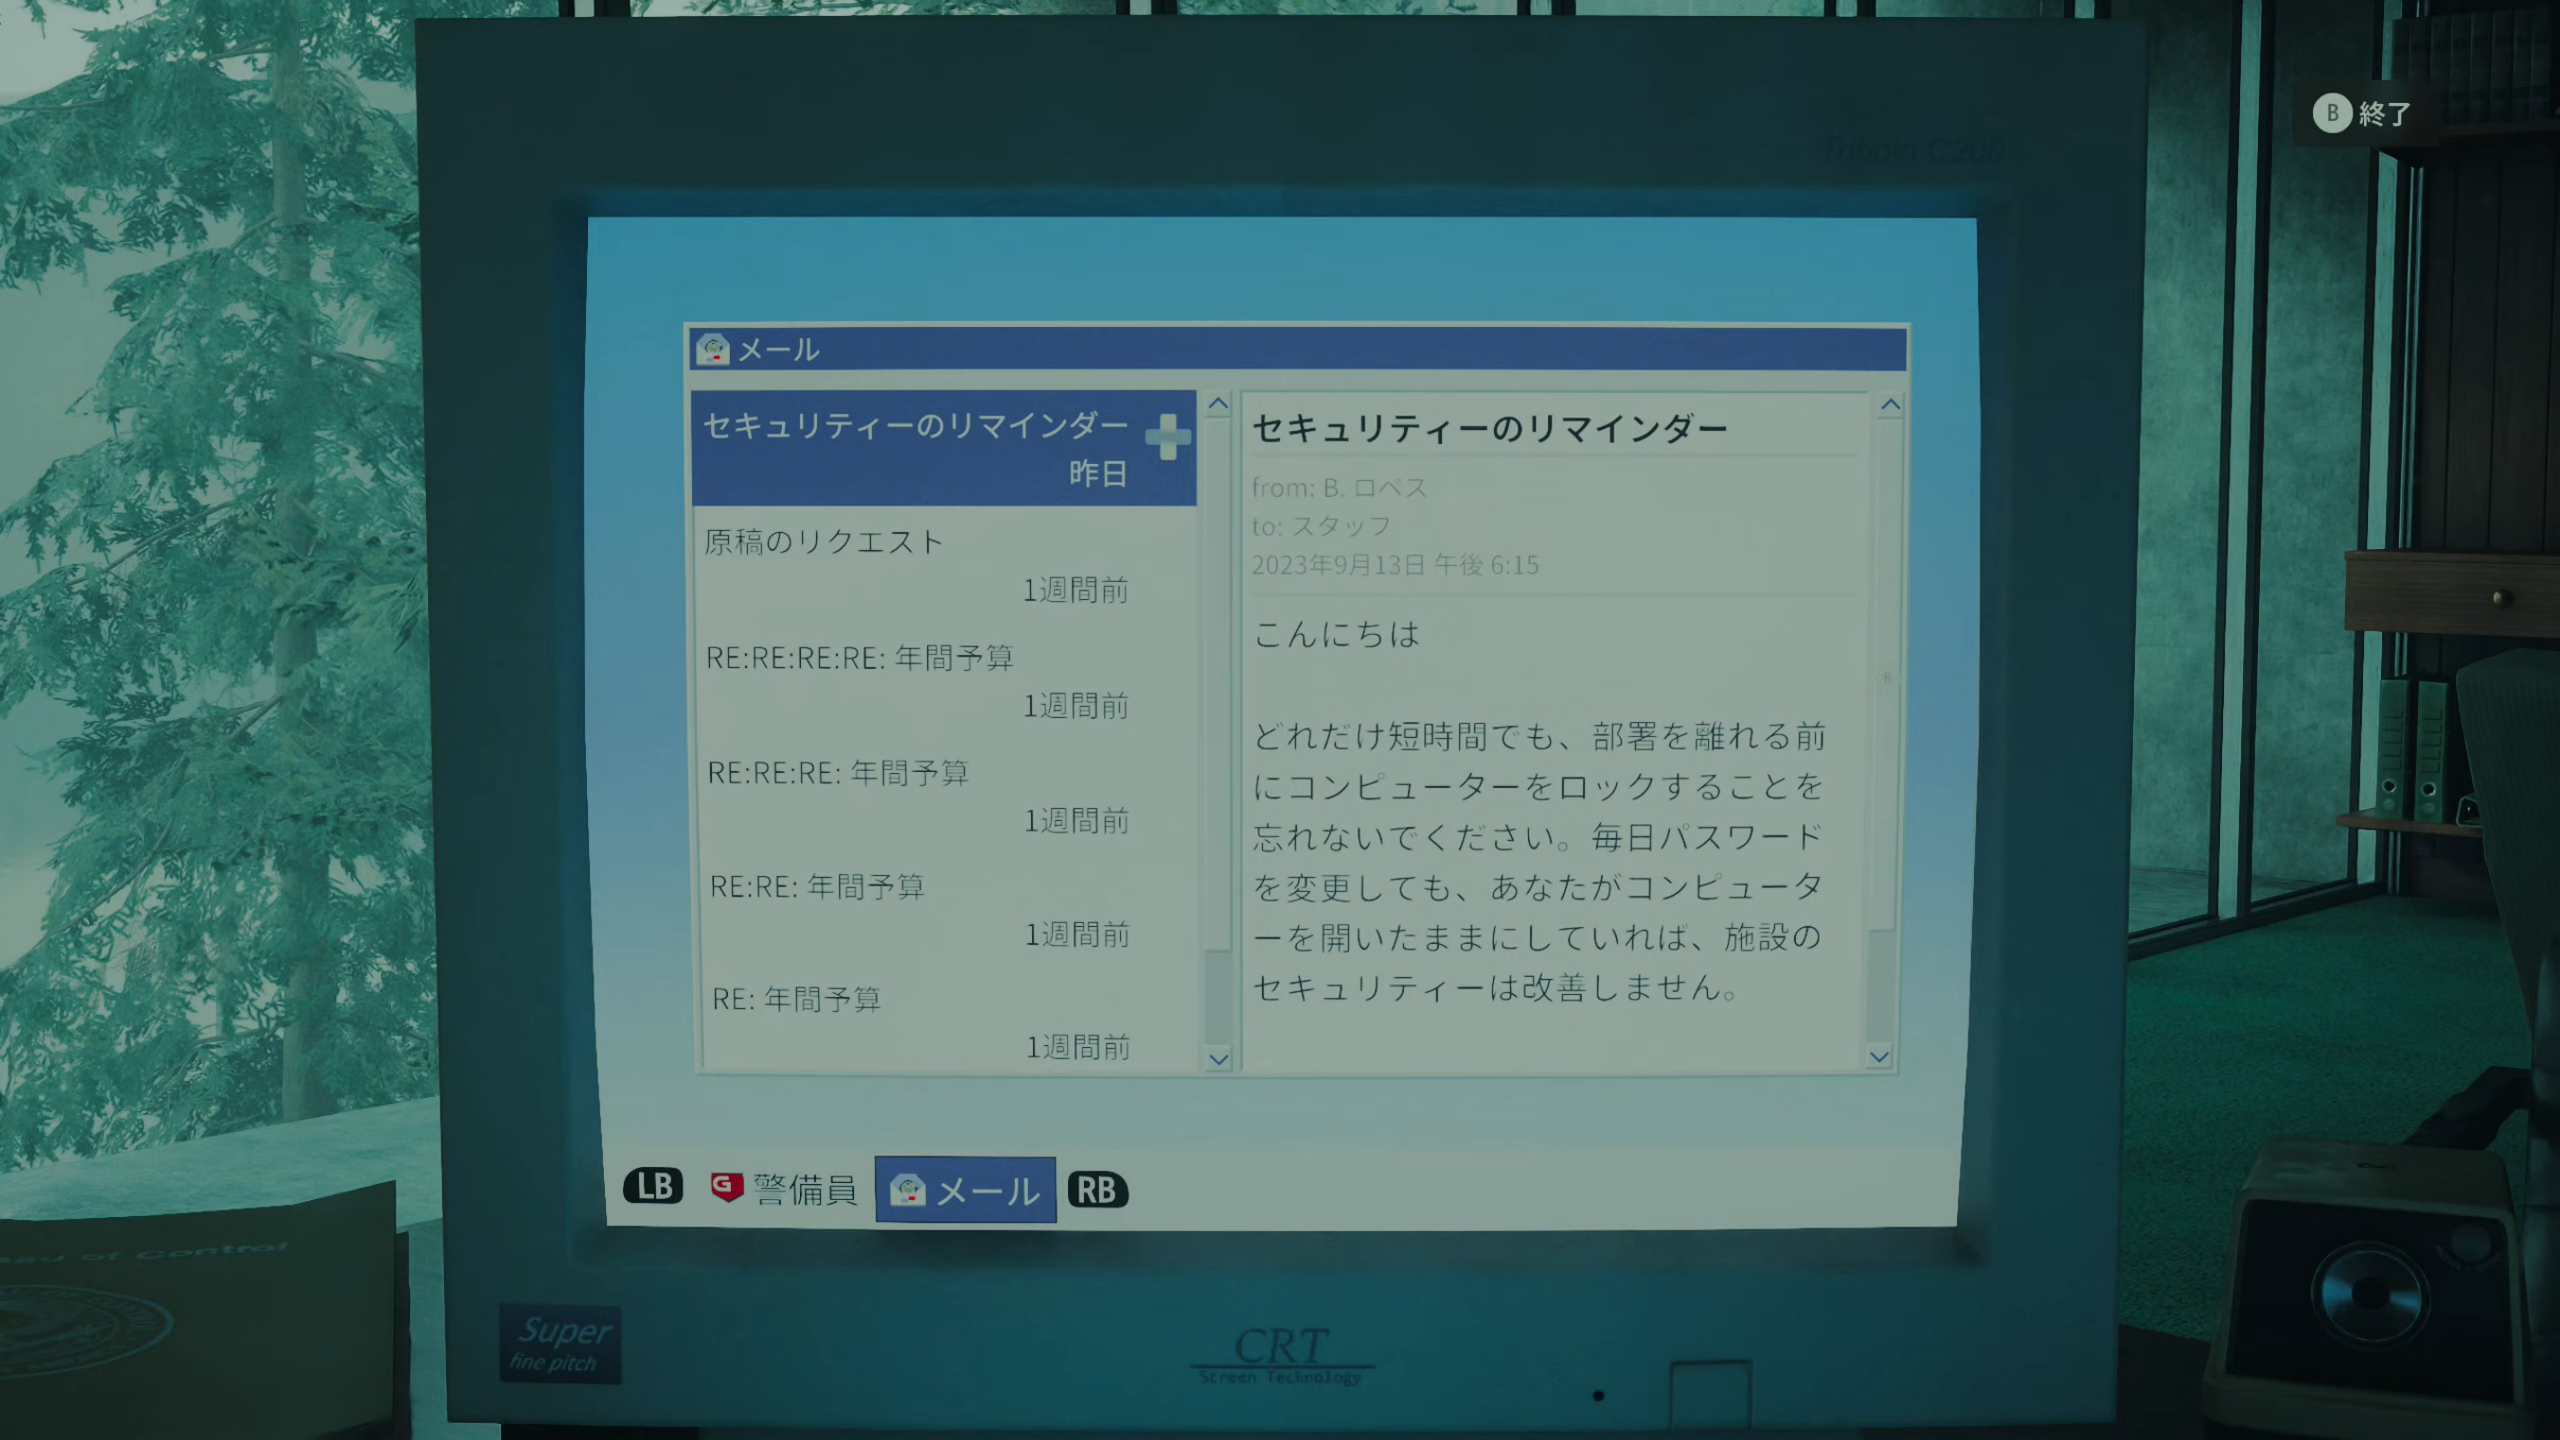 Tribolo C200
B 終了
メール
セキュリティーのリマインダー
昨日
原稿のリクエスト
1週間前
RE:RE:RE:RE: 年間予算
1週間前
RE:RE:RE: 年間予算
1週間前
RE:RE: 年間予算
1週間前
RE: 年間予算
1週間前
セキュリティーのリマインダー
from: B. ロペス
to: スタッフ
2023年9月13日 午後 6:15
こんにちは
どれだけ短時間でも、部署を離れる前
にコンピューターをロックすることを
忘れないでください。毎日パスワード
を変更しても、あなたがコンピュータ
ーを開いたままにしていれば、施設の
セキュリティーは改善しません。
R
LB G 警備員 メール RB
of Control
Super
fine pitch
CRT
Screen Technology